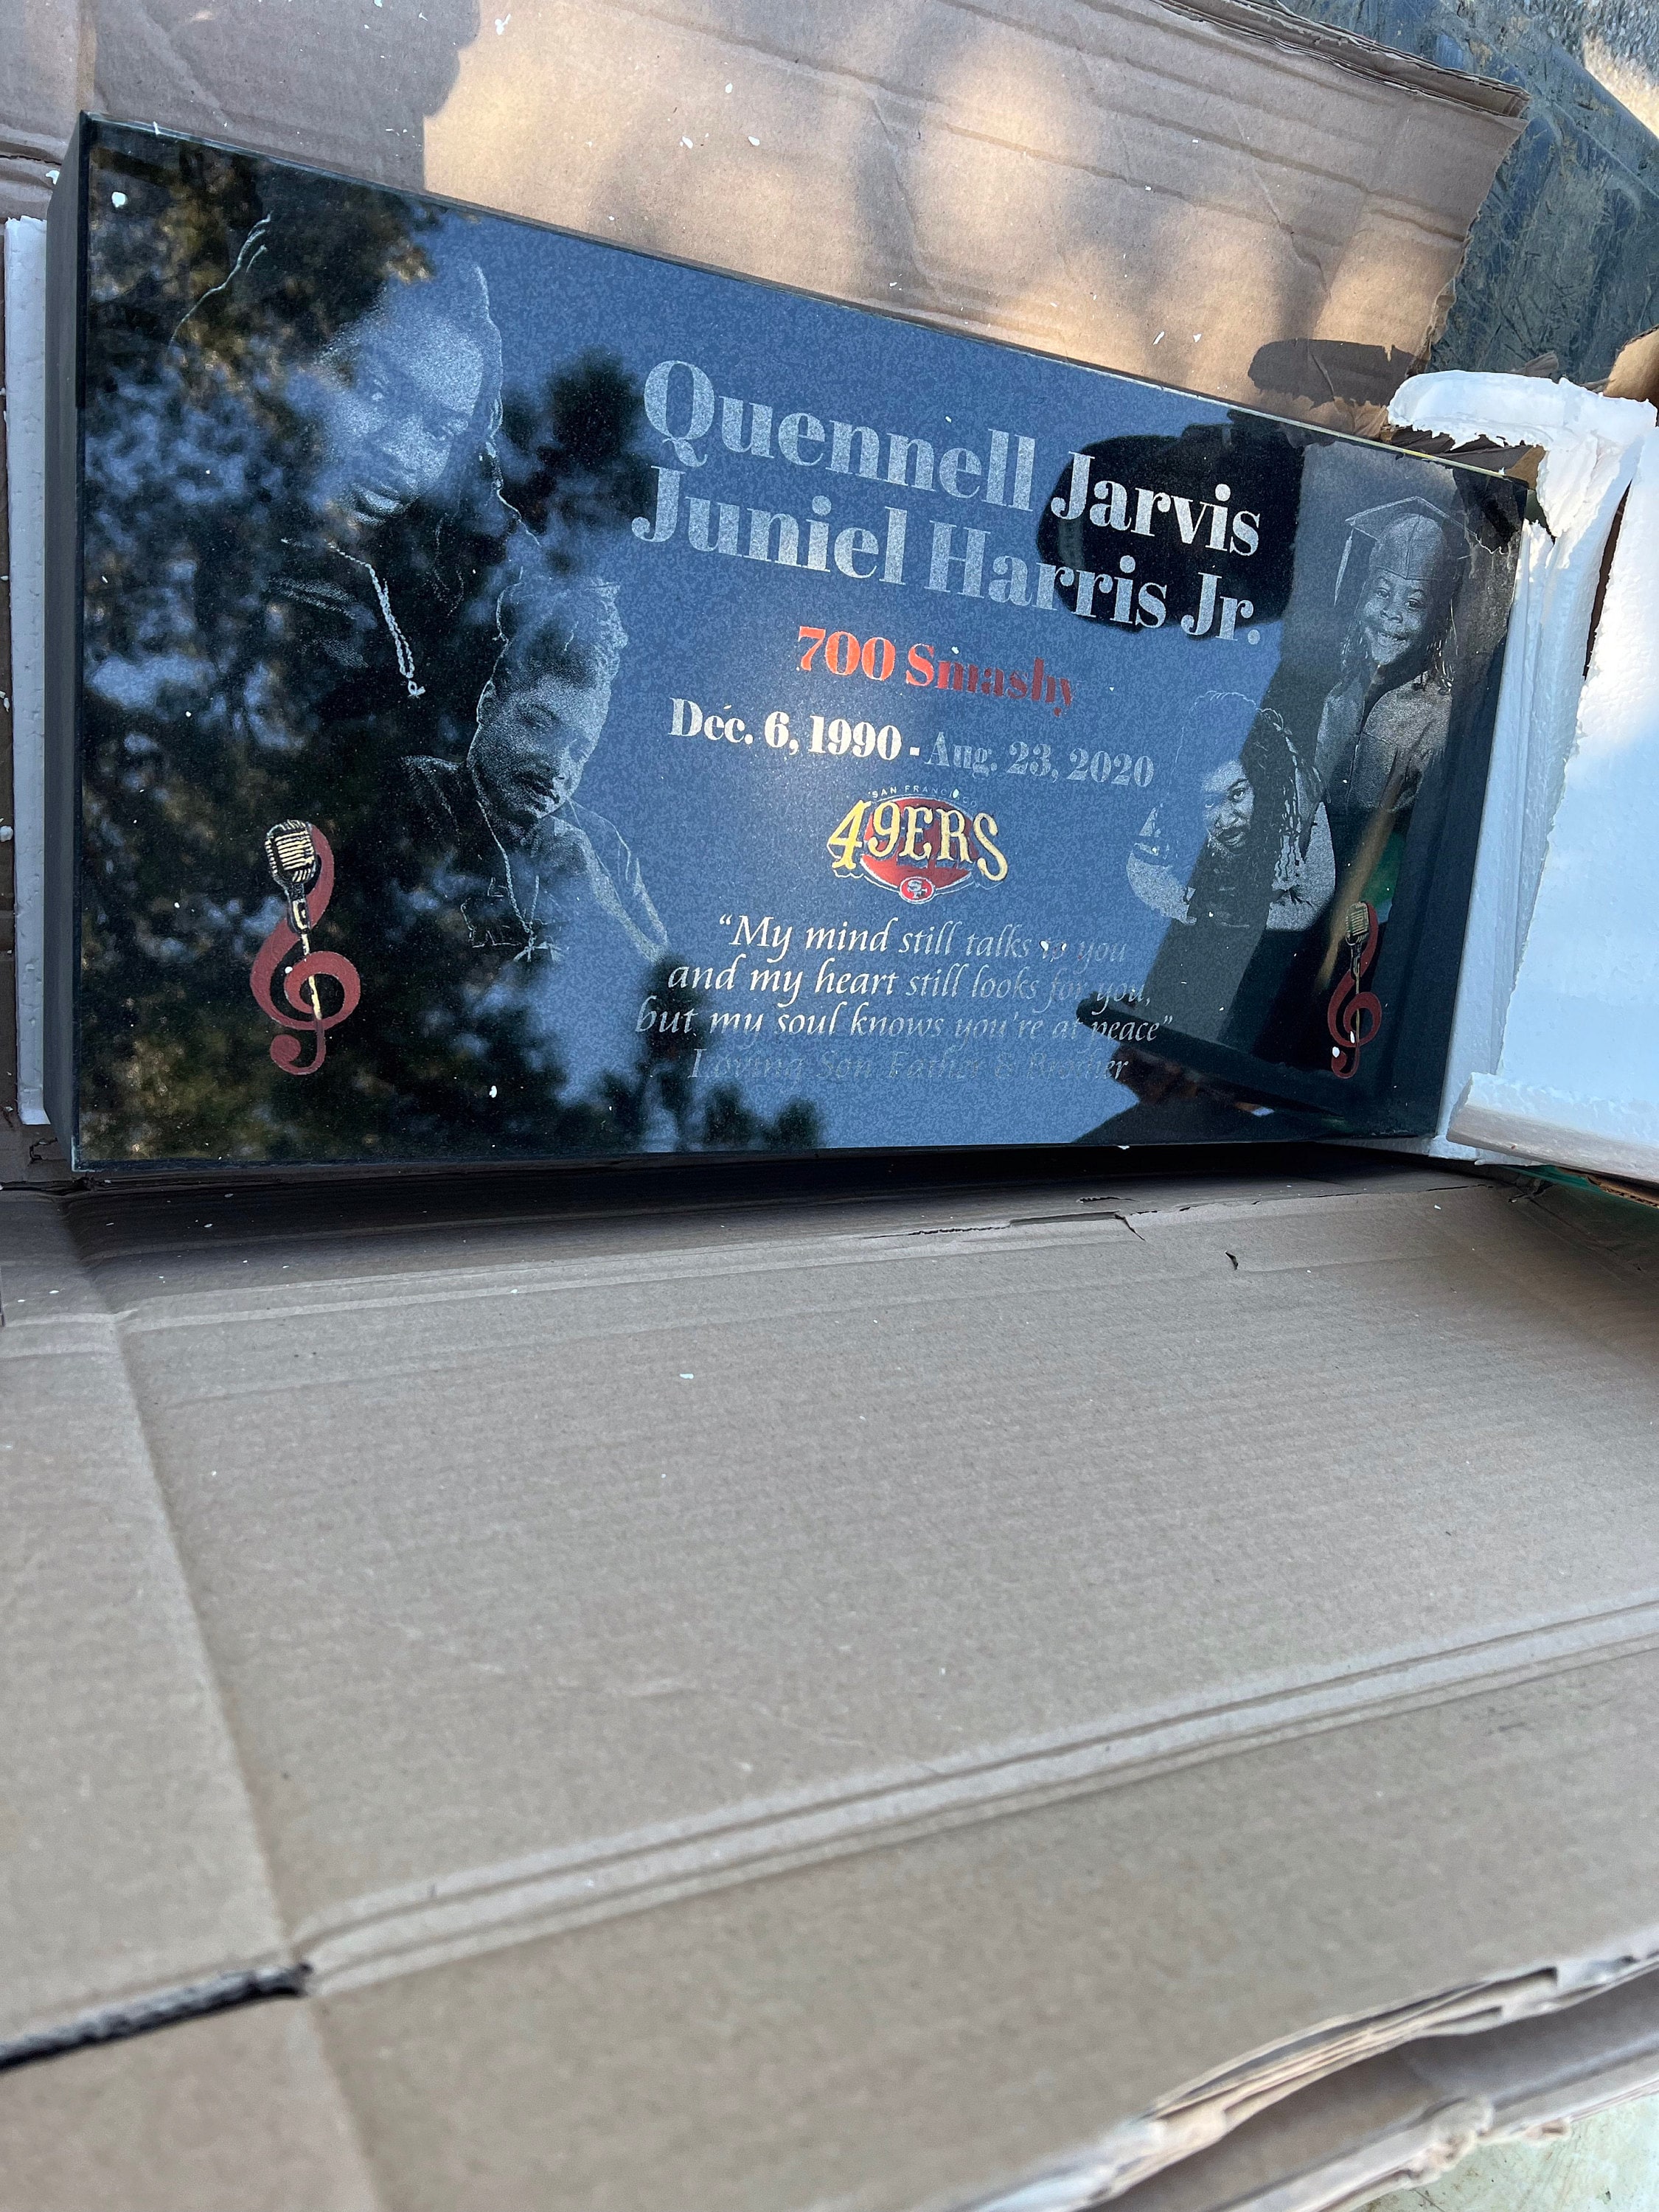 Quennell Jarvis
Juniel Harris Jr.
700 Smashy
Dec. 6, 1990 - Aug. 23, 2020
SAN FRANCISCO
49ERS
SF
“My mind still talks to you
and my heart still looks for you,
but my soul knows you're at peace”
Loving Son Father & Brother